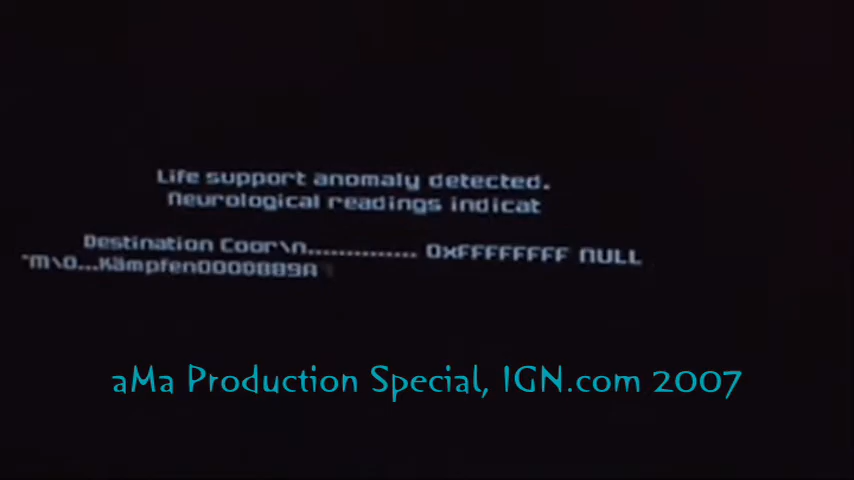 Life support anomaly detected.
Neurological readings indicat
Destination Coor\n.............. 0xFFFFFFFF NULL
"M\0...Kämpfen0000889A
aMa Production Special, IGN.com 2007